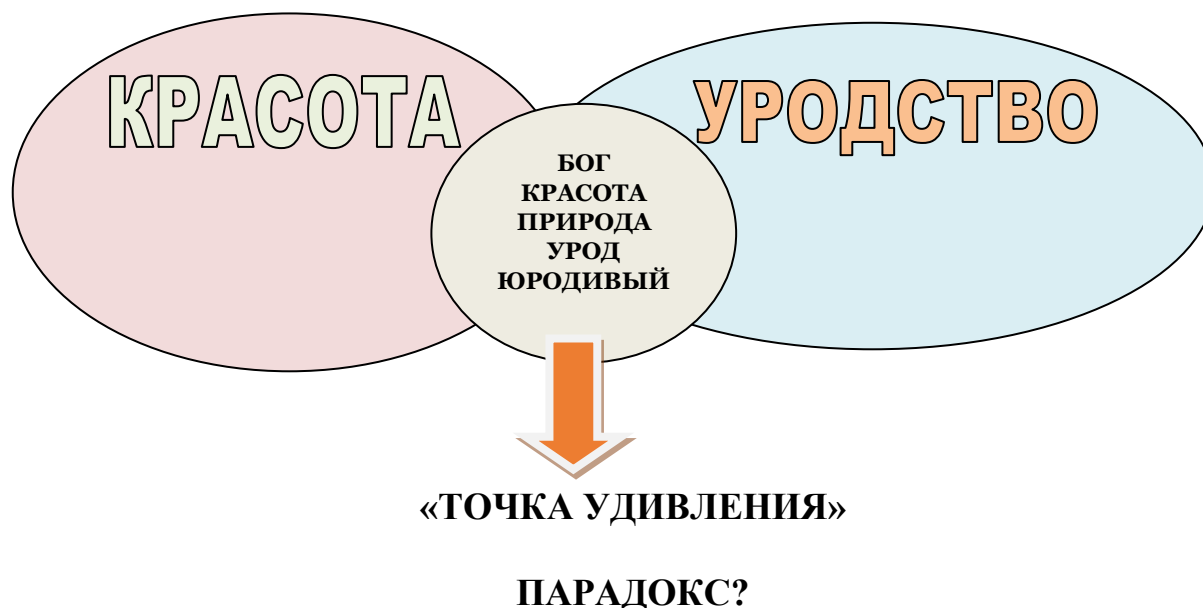 КРАСОТА
УРОДСТВО
БОГ
КРАСОТА
ПРИРОДА
УРОД
ЮРОДИВЫЙ
«ТОЧКА УДИВЛЕНИЯ»
ПАРАДОКС?